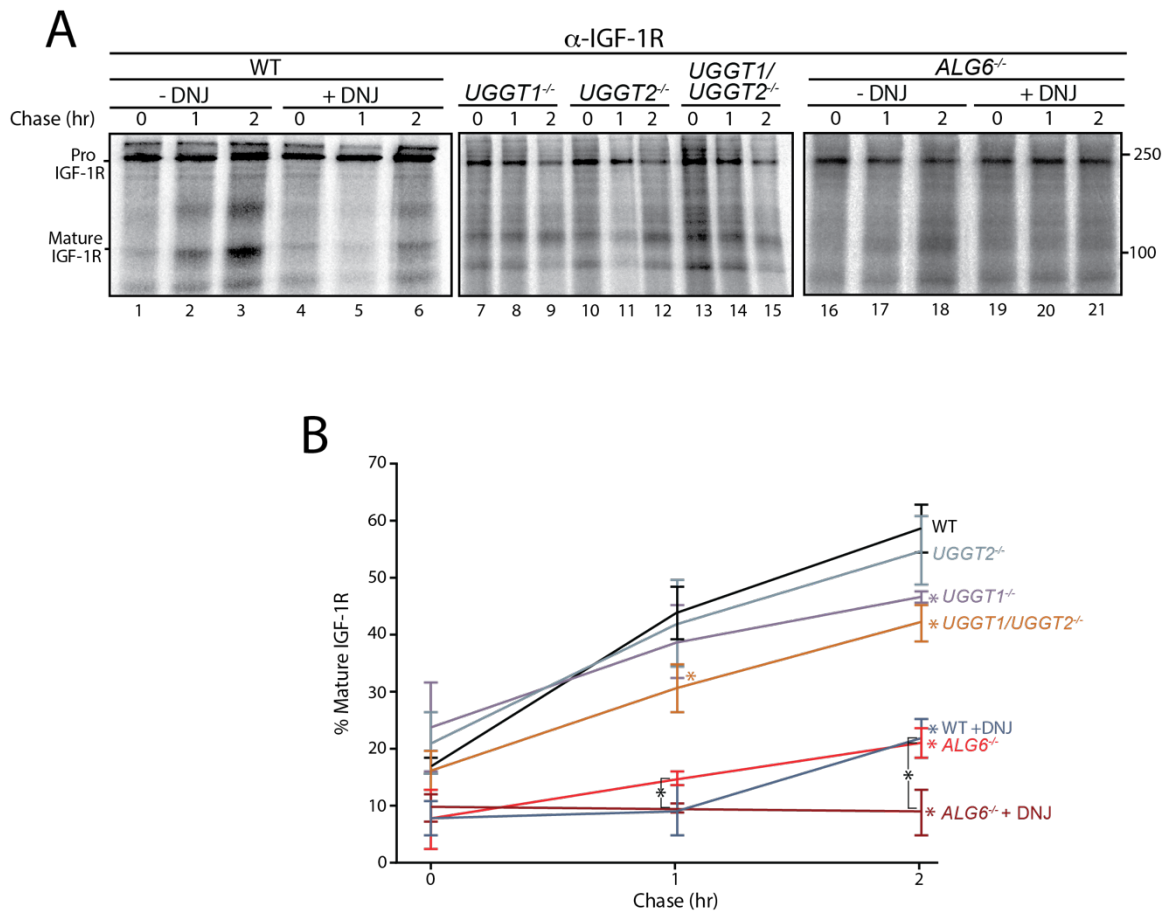 A
α-IGF-1R
WT
UGGT1-/-
UGGT2-/-
UGGT1/
UGGT2-/-
ALG6-/-
- DNJ
+ DNJ
- DNJ
+ DNJ
Chase (hr)
0 1 2 0 1 2 0 1 2 0 1 2 0 1 2 0 1 2 0 1 2
Pro
IGF-1R
250
Mature
IGF-1R
100
1 2 3 4 5 6 7 8 9 10 11 12 13 14 15 16 17 18 19 20 21
B
% Mature IGF-1R
70
60
50
40
30
20
10
0
WT
UGGT2-/-
* UGGT1-/-
* UGGT1/UGGT2-/-
*
* WT +DNJ
* ALG6-/-
*
*
* ALG6-/- + DNJ
0 1 2
Chase (hr)